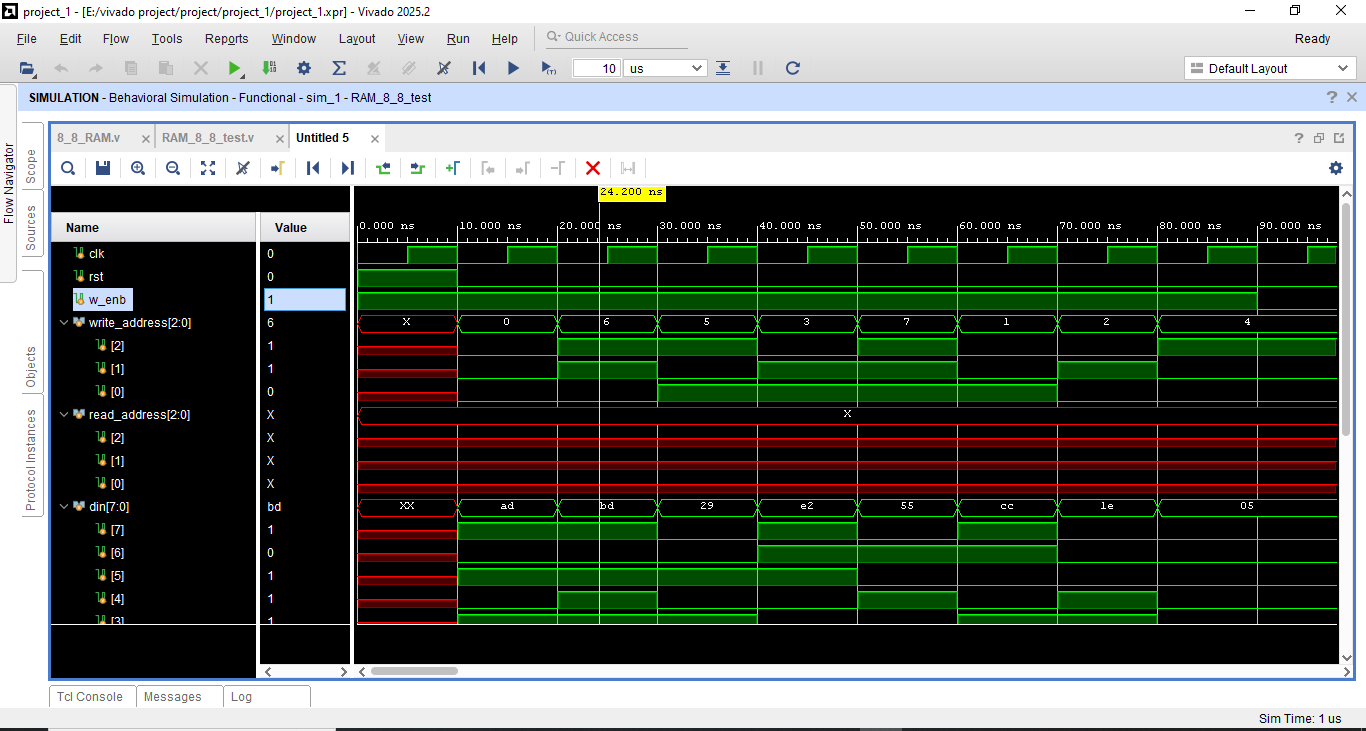 project_1 - [E:/vivado project/project/project_1/project_1.xpr] - Vivado 2025.2
File Edit Flow Tools Reports Window Layout View Run Help Quick Access Ready
10 us Default Layout
SIMULATION - Behavioral Simulation - Functional - sim_1 - RAM_8_8_test
Flow Navigator
Scope
Sources
Objects
Protocol Instances
8_8_RAM.v RAM_8_8_test.v Untitled 5
24.200 ns
Name Value
0.000 ns 10.000 ns 20.000 ns 30.000 ns 40.000 ns 50.000 ns 60.000 ns 70.000 ns 80.000 ns 90.000 ns
clk 0
rst 0
w_enb 1
write_address[2:0] 6 X 0 6 5 3 7 1 2 4
[2] 1
[1] 1
[0] 0
read_address[2:0] X X
[2] X
[1] X
[0] X
din[7:0] bd XX ad bd 29 e2 55 cc 1e 05
[7] 1
[6] 0
[5] 1
[4] 1
[3] 1
Tcl Console Messages Log
Sim Time: 1 us